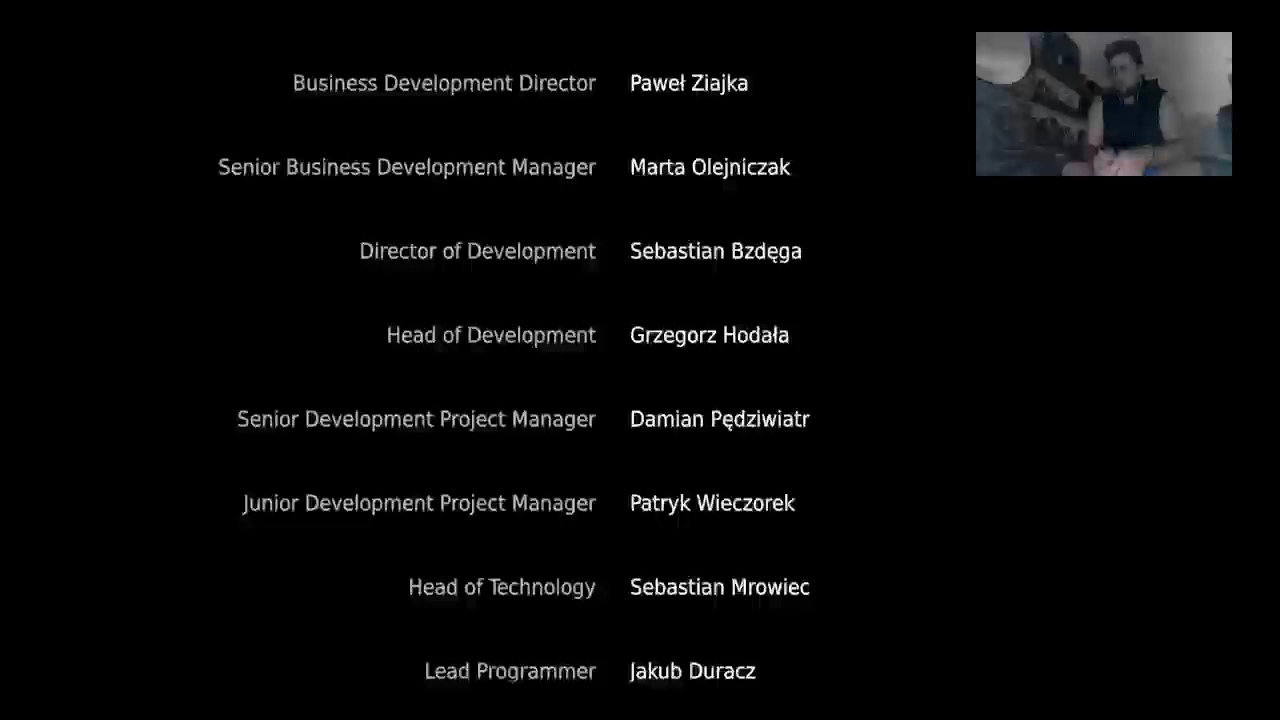 Business Development Director Paweł Ziajka
Senior Business Development Manager Marta Olejniczak
Director of Development Sebastian Bzdęga
Head of Development Grzegorz Hodała
Senior Development Project Manager Damian Pędziwiatr
Junior Development Project Manager Patryk Wieczorek
Head of Technology Sebastian Mrowiec
Lead Programmer Jakub Duracz